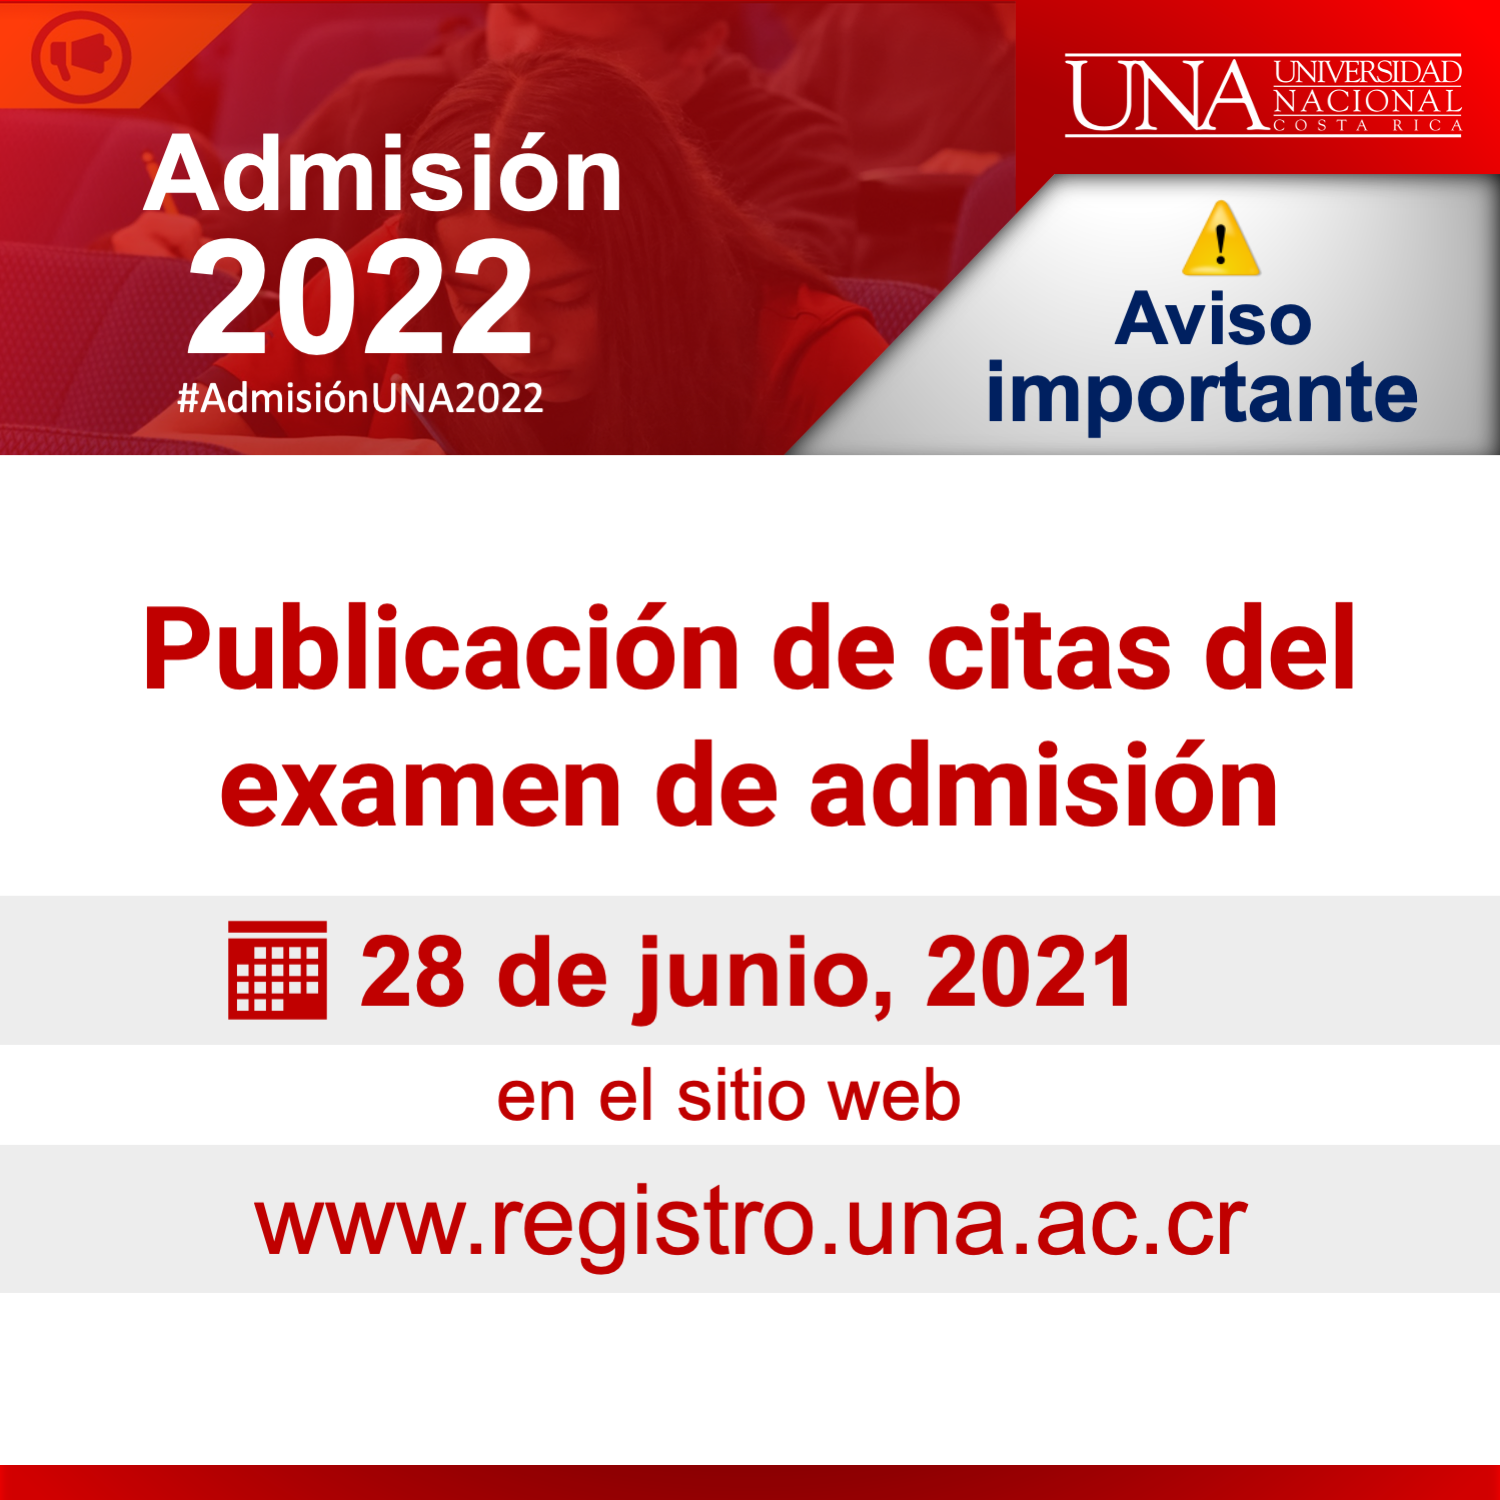 Admisión
2022
#AdmisiónUNA2022
UNA UNIVERSIDAD
NACIONAL
COSTA RICA
Aviso
importante
Publicación de citas del
examen de admisión
28 de junio, 2021
en el sitio web
www.registro.una.ac.cr